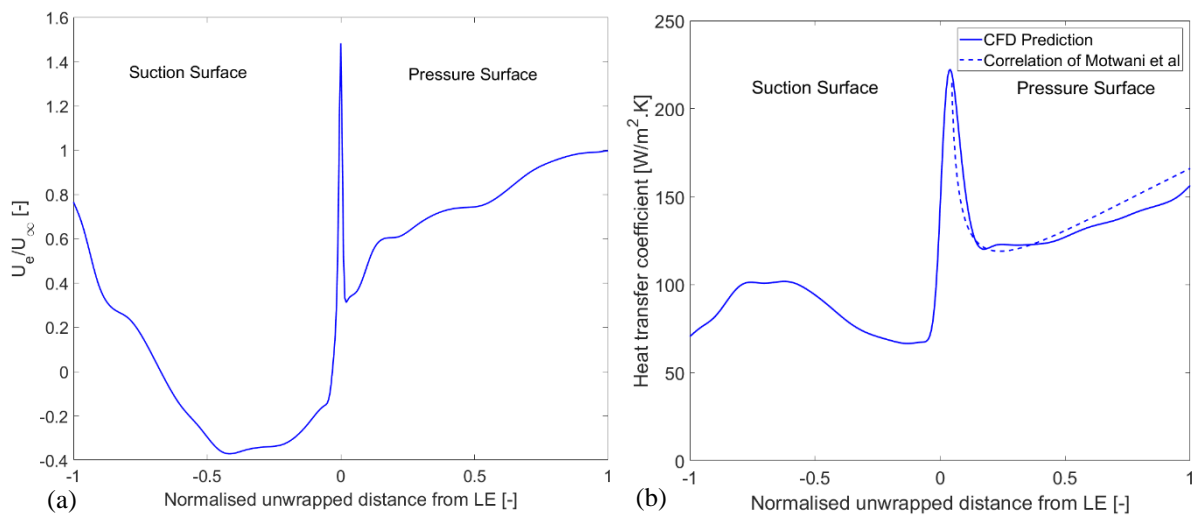 1.6
1.4
1.2
1
0.8
0.6
0.4
0.2
0
-0.2
-0.4
U_e/U_∞ [-]
Suction Surface
Pressure Surface
-1
-0.5
0
0.5
1
(a)
Normalised unwrapped distance from LE [-]
250
200
150
100
50
0
Heat transfer coefficient [W/m².K]
CFD Prediction
Correlation of Motwani et al
Suction Surface
Pressure Surface
-1
-0.5
0
0.5
1
(b)
Normalised unwrapped distance from LE [-]